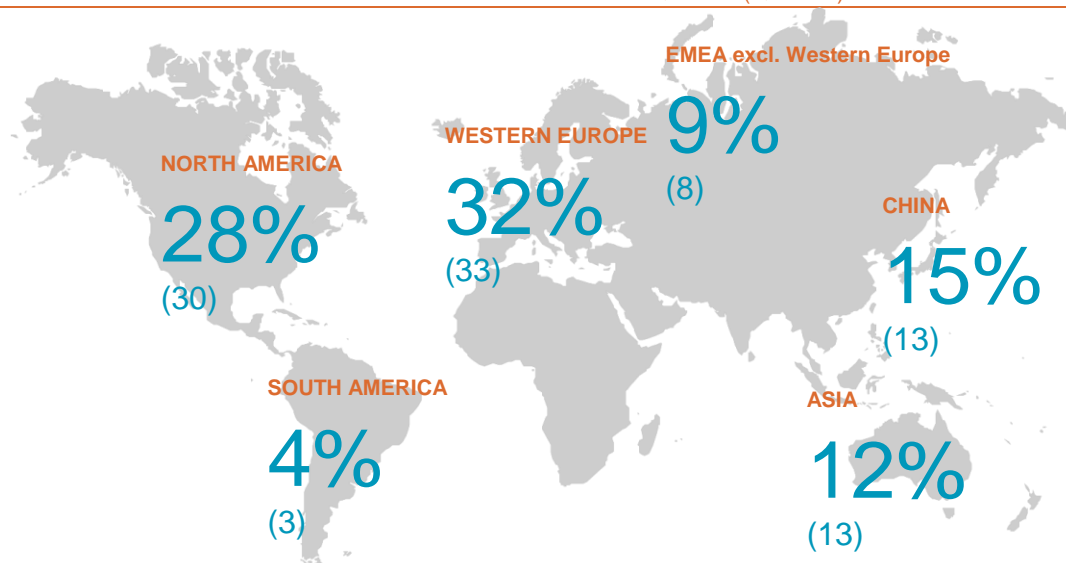 EMEA excl. Western Europe
9%
(8)
WESTERN EUROPE
32%
(33)
NORTH AMERICA
28%
(30)
CHINA
15%
(13)
SOUTH AMERICA
4%
(3)
ASIA
12%
(13)